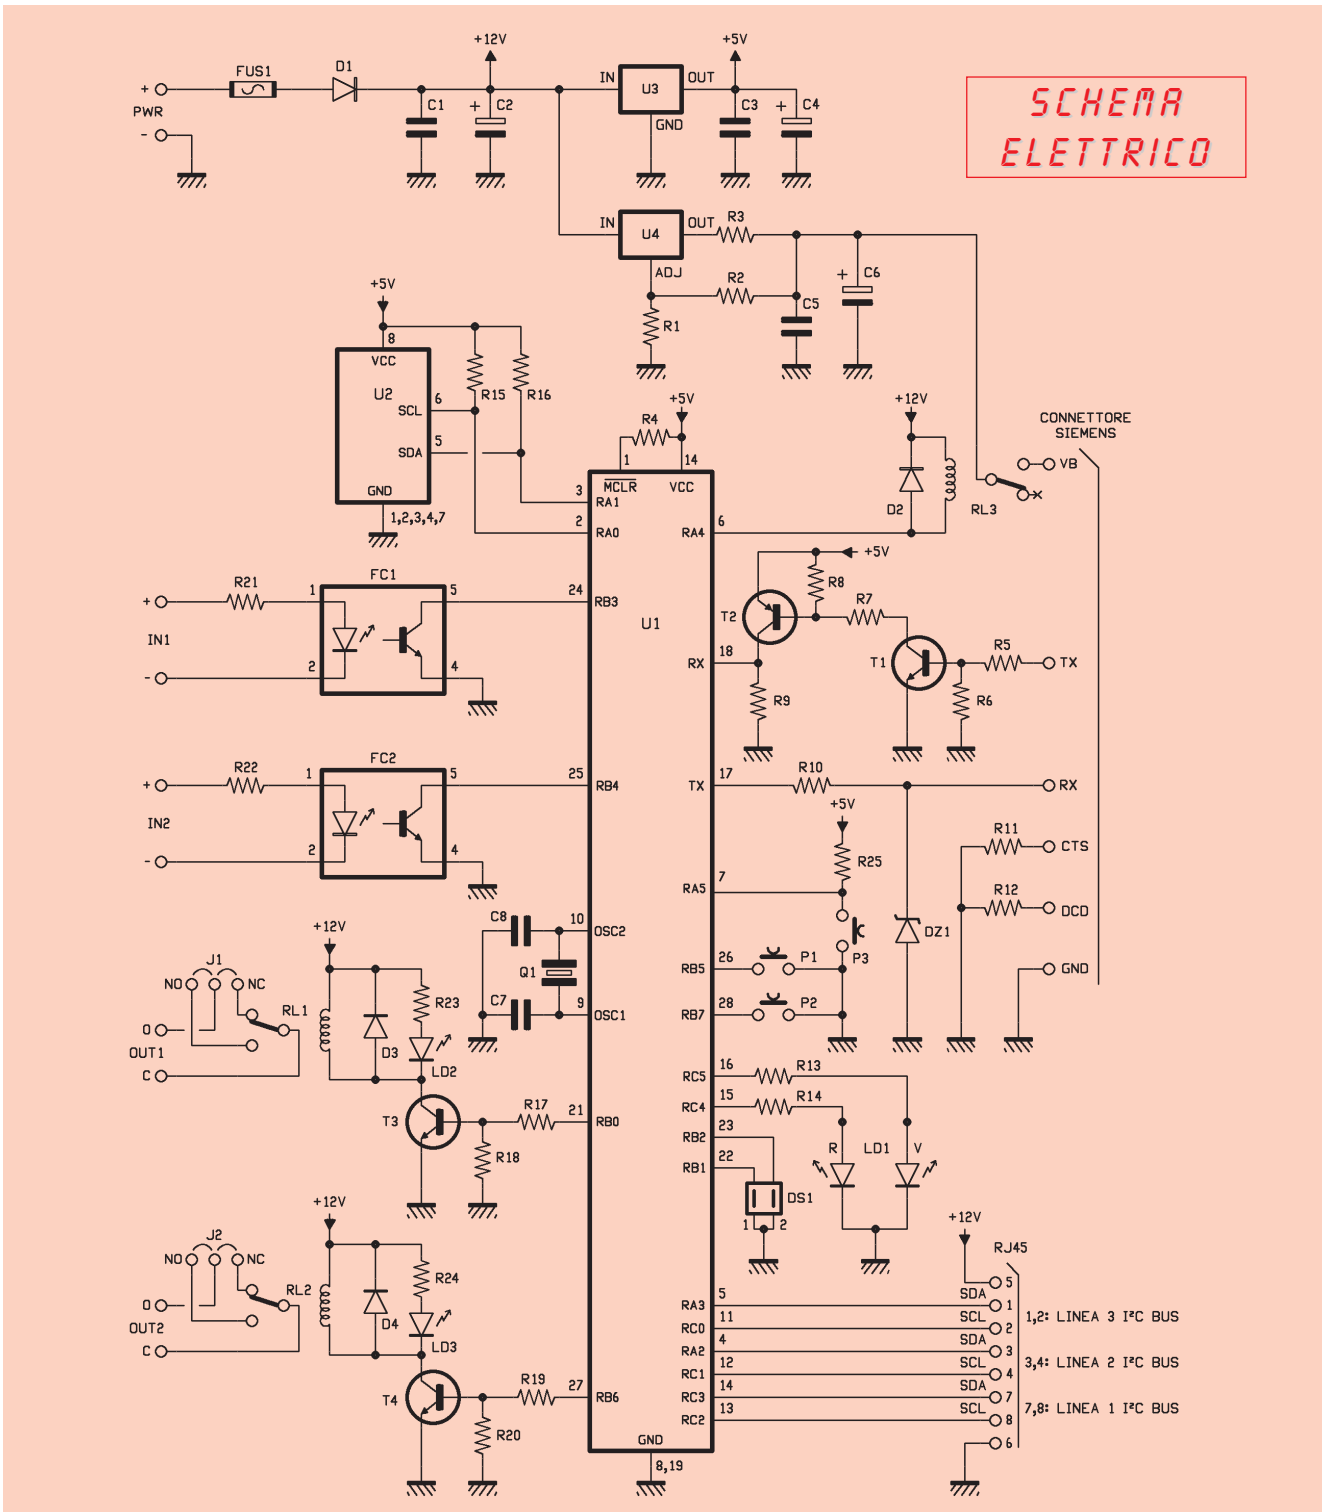 SCHEMA
ELETTRICO
+ PWR -
FUS1
D1
+12V
C1
+ C2
IN U3 OUT
GND
+5V
C3
+ C4
IN U4 OUT
ADJ
R3
R2
R1
C5
+ C6
+5V
8
VCC
U2
SCL 6
SDA 5
GND
1,2,3,4,7
R15
R16
R4
+5V
1
14
MCLR
VCC
3 RA1
2 RA0
U1
RA4 6
+12V
D2
RL3
CONNETTORE
SIEMENS
VB
+5V
R8
R7
T2
RX 18
R9
T1
R5
R6
TX
+ IN1 -
R21
FC1
1
2
5
4
24 RB3
+ IN2 -
R22
FC2
1
2
5
4
25 RB4
TX 17
R10
RX
+5V
R25
RA5 7
P3
DZ1
R11
CTS
R12
DCD
GND
RB5 26
P1
RB7 28
P2
C8
10 OSC2
Q1
C7
9 OSC1
+12V
J1
NO NC
RL1
O OUT1 C
D3
R23
LD2
T3
R17
R18
21 RB0
RC5 16
R13
RC4 15
R14
RB2 23
RB1 22
R LD1 V
DS1
1 2
+12V
J2
NO NC
RL2
O OUT2 C
D4
R24
LD3
T4
R19
R20
27 RB6
+12V
RJ45
5
RA3 5 SDA 1
RC0 11 SCL 2
1,2: LINEA 3 I²C BUS
RA2 4 SDA 3
RC1 12 SCL 4
3,4: LINEA 2 I²C BUS
RC3 14 SDA 7
RC2 13 SCL 8
7,8: LINEA 1 I²C BUS
6
GND
8,19